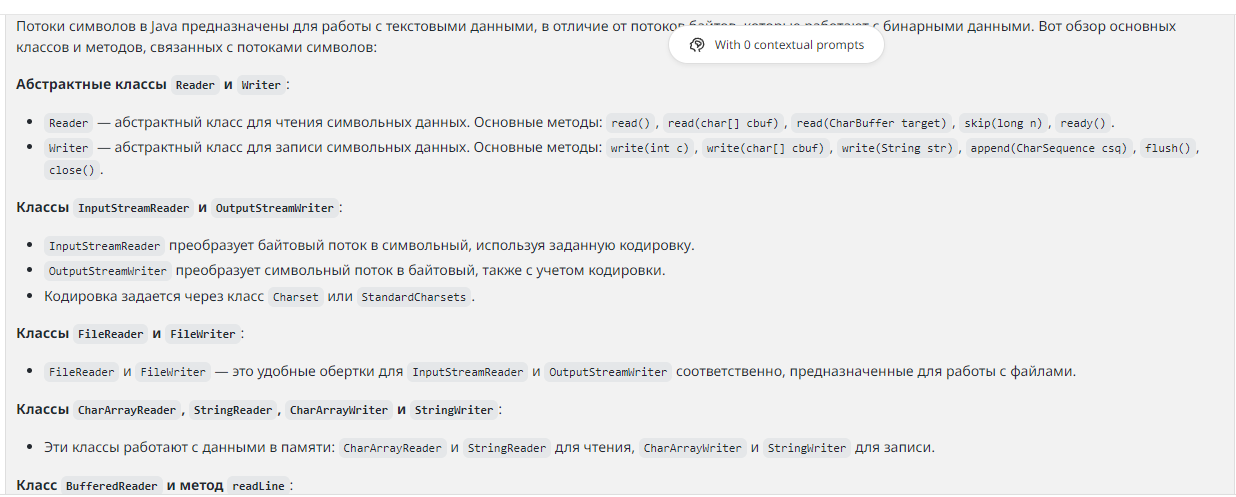 Потоки символов в Java предназначены для работы с текстовыми данными, в отличие от потоков байтов, которые работают с бинарными данными. Вот обзор основных
With 0 contextual prompts
классов и методов, связанных с потоками символов:
Абстрактные классы Reader и Writer:
• Reader — абстрактный класс для чтения символьных данных. Основные методы: read(), read(char[] cbuf), read(CharBuffer target), skip(long n), ready().
• Writer — абстрактный класс для записи символьных данных. Основные методы: write(int c), write(char[] cbuf), write(String str), append(CharSequence csq), flush(),
close().
Классы InputStreamReader и OutputStreamWriter:
• InputStreamReader преобразует байтовый поток в символьный, используя заданную кодировку.
• OutputStreamWriter преобразует символьный поток в байтовый, также с учетом кодировки.
• Кодировка задается через класс Charset или StandardCharsets.
Классы FileReader и FileWriter:
• FileReader и FileWriter — это удобные обертки для InputStreamReader и OutputStreamWriter соответственно, предназначенные для работы с файлами.
Классы CharArrayReader, StringReader, CharArrayWriter и StringWriter:
• Эти классы работают с данными в памяти: CharArrayReader и StringReader для чтения, CharArrayWriter и StringWriter для записи.
Класс BufferedReader и метод readLine: